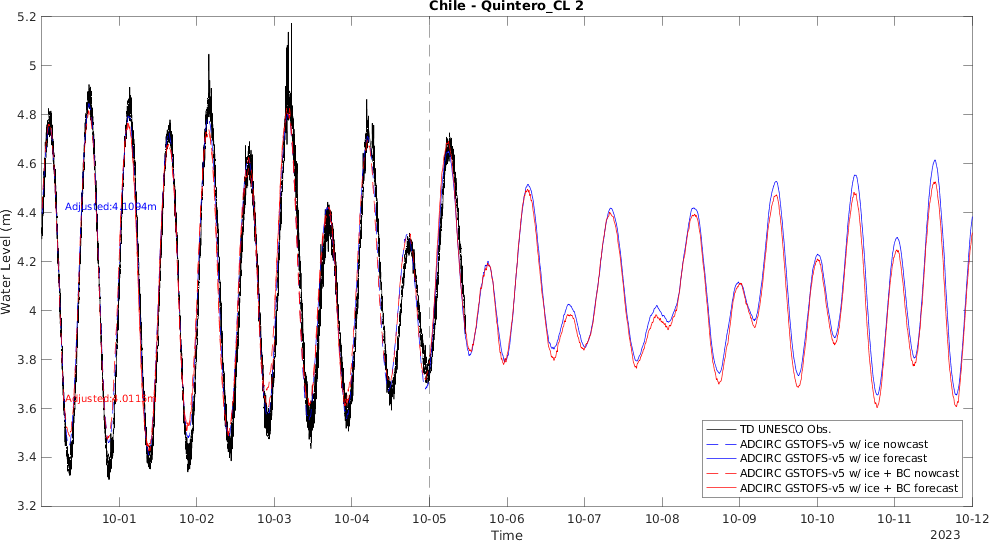 Chile - Quintero_CL 2
Water Level (m)
5.2
5
4.8
4.6
4.4
4.2
4
3.8
3.6
3.4
3.2
Adjusted:4.1094m
Adjusted:4.0115m
TD UNESCO Obs.
ADCIRC GSTOFS-v5 w/ ice nowcast
ADCIRC GSTOFS-v5 w/ ice forecast
ADCIRC GSTOFS-v5 w/ ice + BC nowcast
ADCIRC GSTOFS-v5 w/ ice + BC forecast
10-01 10-02 10-03 10-04 10-05 10-06 10-07 10-08 10-09 10-10 10-11 10-12
Time
2023